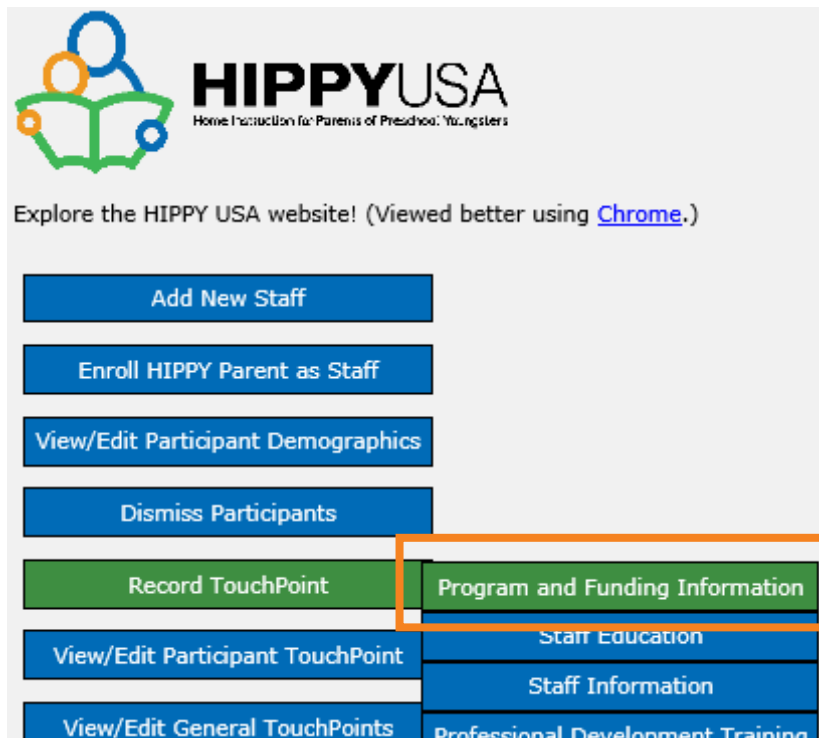 HIPPYUSA
Home Instruction for Parents of Preschool Youngsters
Explore the HIPPY USA website! (Viewed better using Chrome.)
Add New Staff
Enroll HIPPY Parent as Staff
View/Edit Participant Demographics
Dismiss Participants
Record TouchPoint
Program and Funding Information
Staff Education
View/Edit Participant TouchPoint
Staff Information
View/Edit General TouchPoints
Professional Development Training